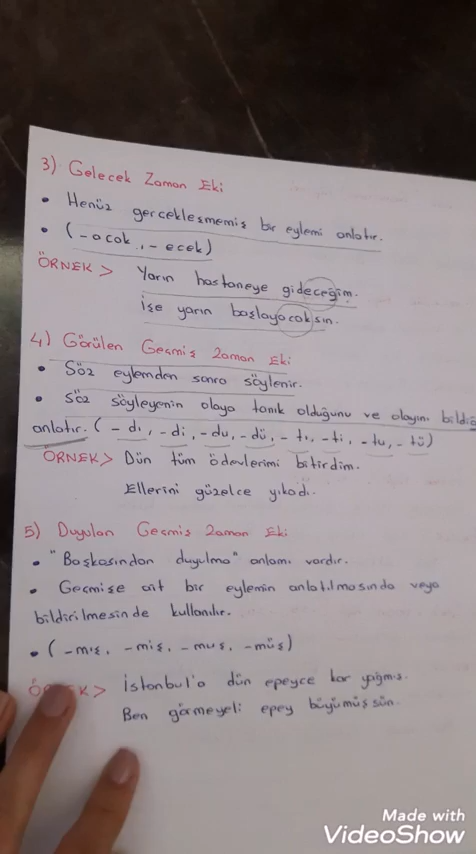 3) Gelecek Zaman Eki
• Henüz gerçekleşmemiş bir eylemi anlatır.
• (-acak, -ecek)
ÖRNEK > Yarın hastaneye gideceğim.
İşe yarın başlayacaksın.
4) Görülen Geçmiş Zaman Eki
• Söz eylemden sonra söylenir.
• Söz söyleyenin olaya tanık olduğunu ve olayını bildiğ
anlatır. (-dı, -di, -du, -dü, -tı, -ti, -tu, -tü)
ÖRNEK > Dün tüm ödevlerimi bitirdim.
Ellerini güzelce yıkadı.
5) Duyulan Geçmiş Zaman Eki
• "Başkasından duyulma" anlamı vardır.
• Geçmişe ait bir eylemin anlatılmasında veya
bildirilmesinde kullanılır.
• (-mış, -miş, -muş, -müş)
ÖRNEK > İstanbul'a dün epeyce kar yağmış.
Ben görmeyeli epey büyümüşsün.
Made with
VideoShow